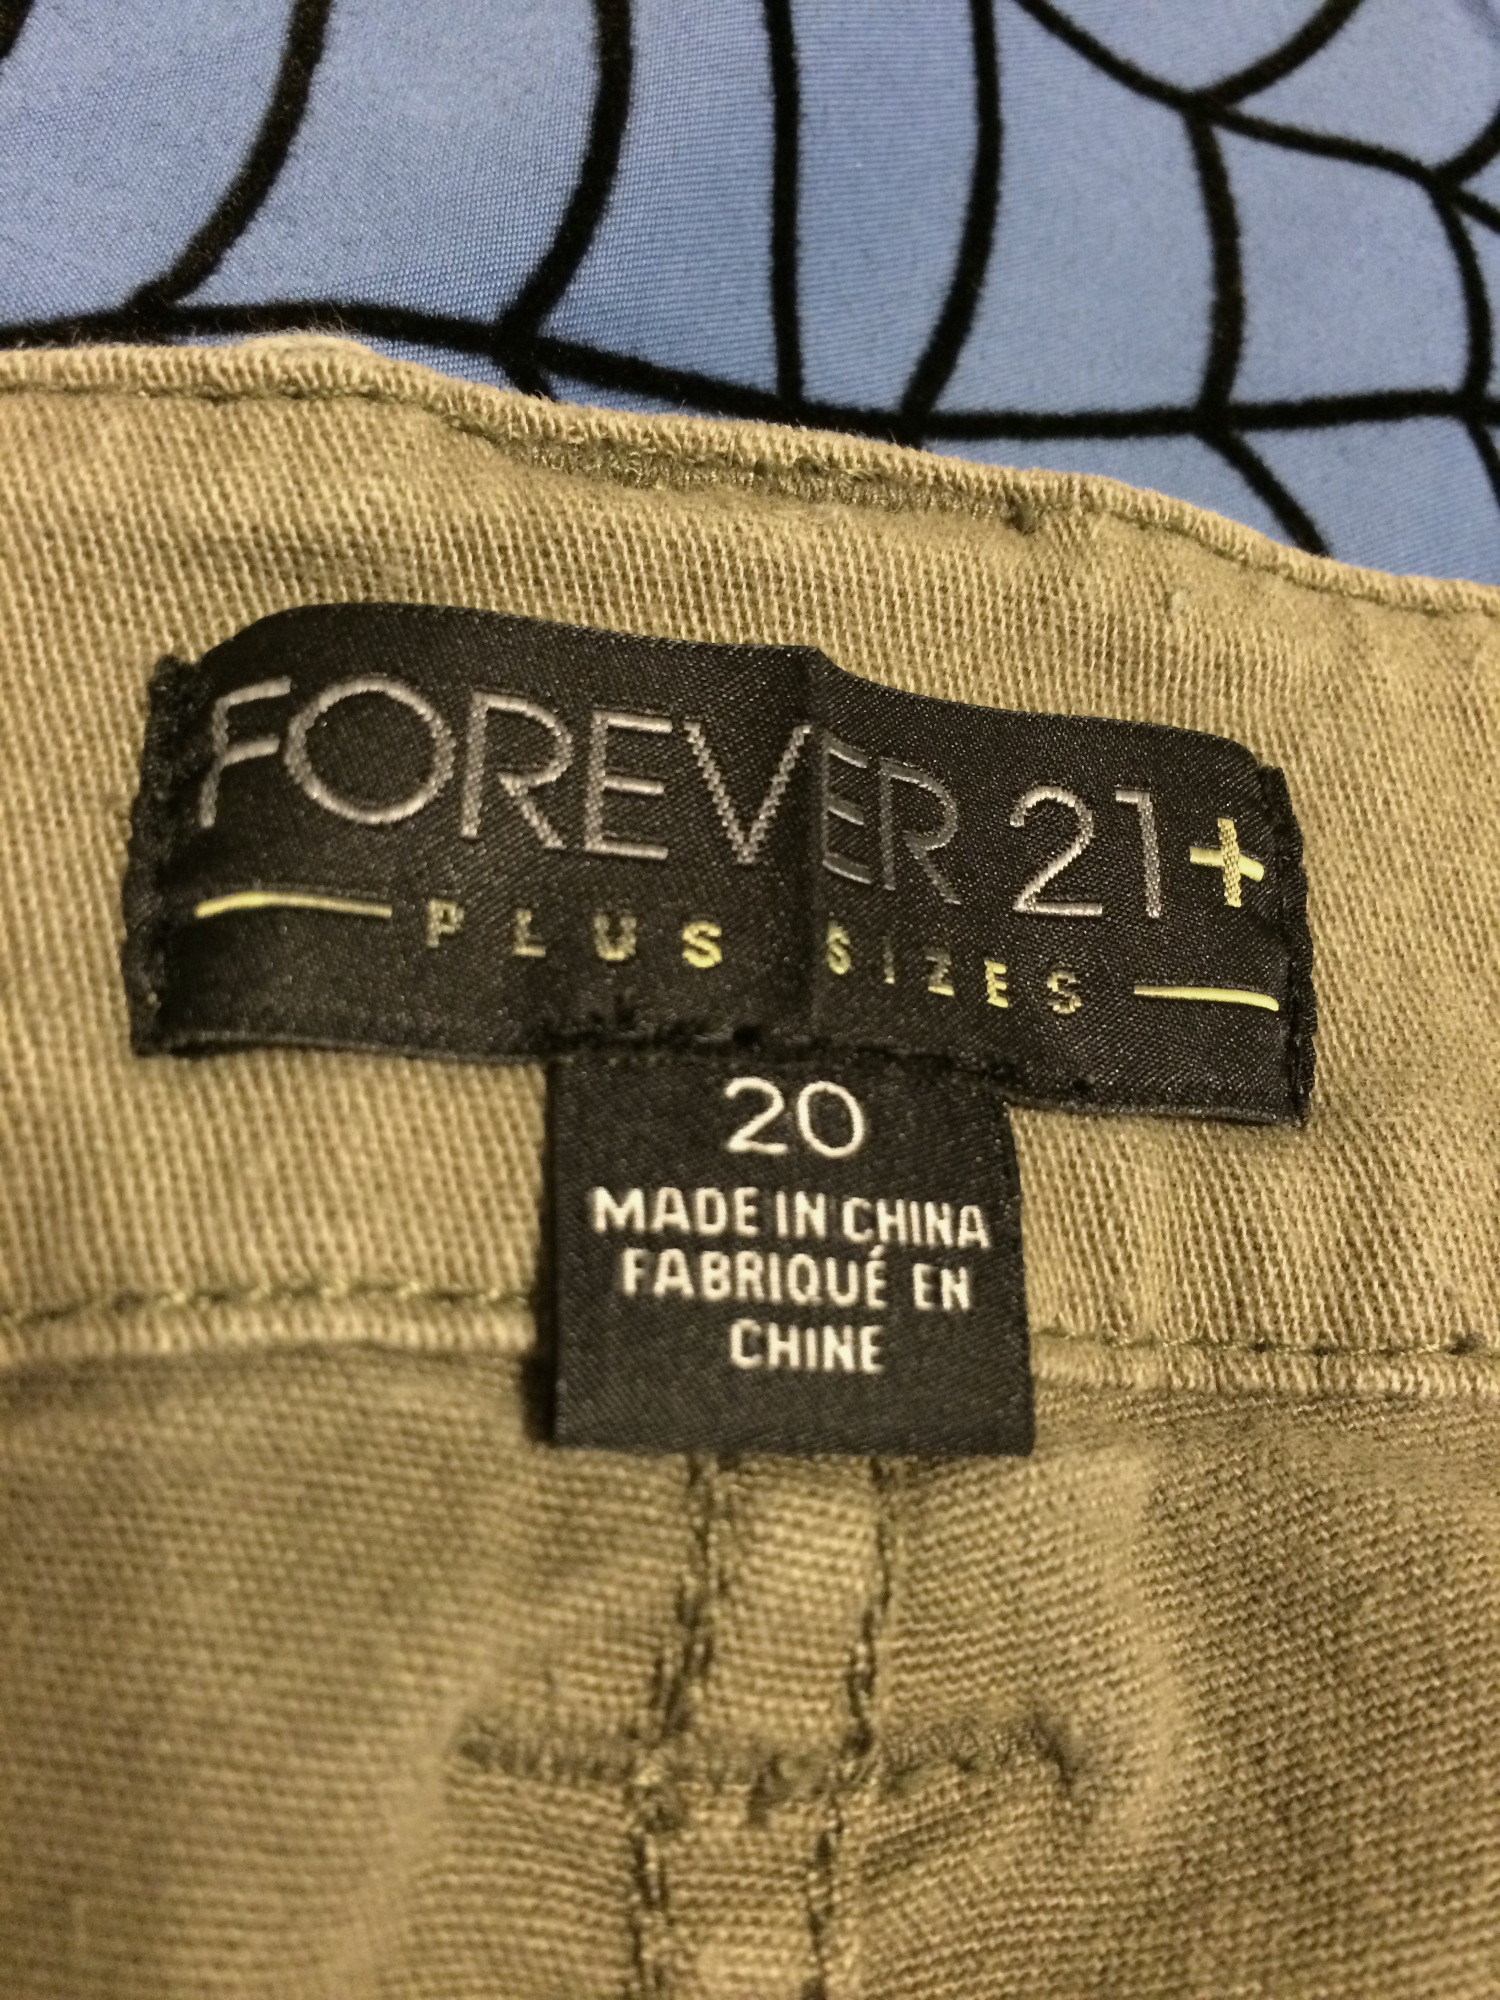 FOREVER 21+
PLUS SIZES
20
MADE IN CHINA
FABRIQUÉ EN
CHINE